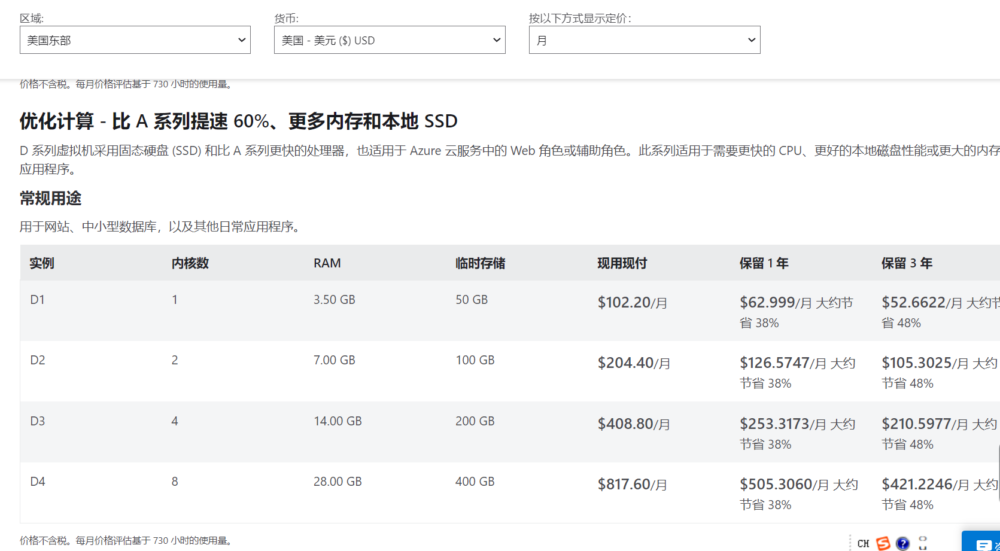 区域: 货币: 按以下方式显示定价:
美国东部 美国 - 美元 ($) USD 月
价格不含税。每月价格评估基于 730 小时的使用量。
优化计算 - 比 A 系列提速 60%、更多内存和本地 SSD
D 系列虚拟机采用固态硬盘 (SSD) 和比 A 系列更快的处理器，也适用于 Azure 云服务中的 Web 角色或辅助角色。此系列适用于需要更快的 CPU、更好的本地磁盘性能或更大的内存
应用程序。
常规用途
用于网站、中小型数据库，以及其他日常应用程序。
实例 内核数 RAM 临时存储 现用现付 保留 1 年 保留 3 年
D1 1 3.50 GB 50 GB $102.20/月 $62.999/月 大约节 $52.6622/月 大约节
省 38% 省 48%
D2 2 7.00 GB 100 GB $204.40/月 $126.5747/月 大约 $105.3025/月 大约
节省 38% 节省 48%
D3 4 14.00 GB 200 GB $408.80/月 $253.3173/月 大约 $210.5977/月 大约
节省 38% 节省 48%
D4 8 28.00 GB 400 GB $817.60/月 $505.3060/月 大约 $421.2246/月 大约
节省 38% 节省 48%
价格不含税。每月价格评估基于 730 小时的使用量。
CH S ?